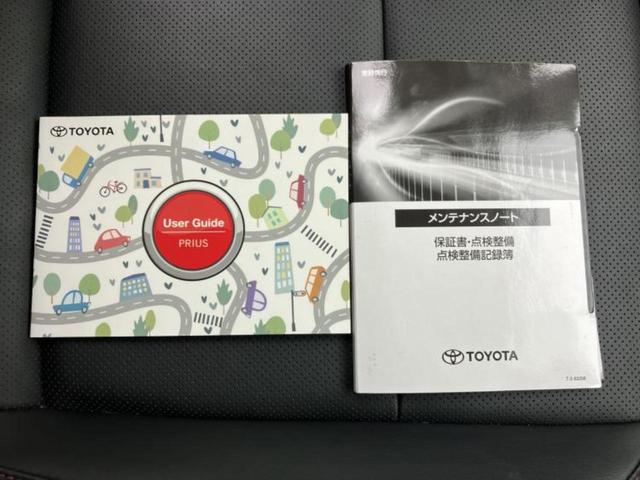 TOYOTA
User Guide
PRIUS
メンテナンスノート
保証書・点検整備
点検整備記録簿
TOYOTA